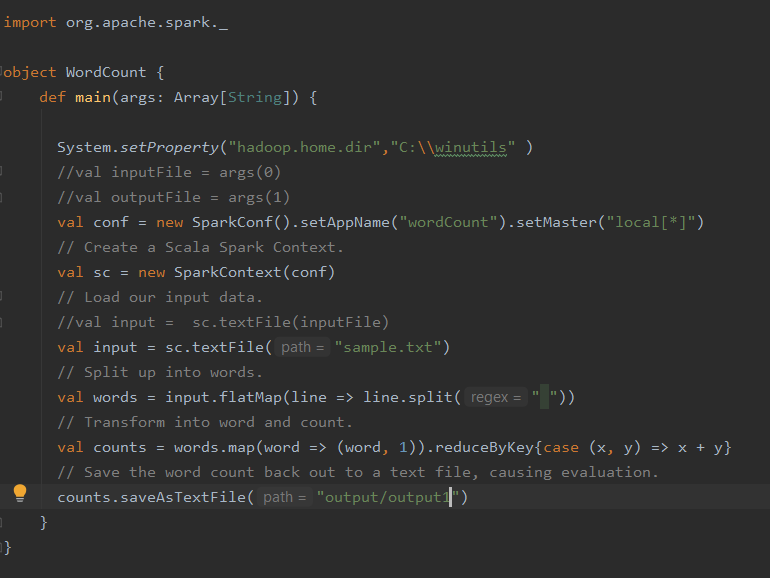 import org.apache.spark._
object WordCount {
def main(args: Array[String]) {
System.setProperty("hadoop.home.dir","C:\\winutils" )
//val inputFile = args(0)
//val outputFile = args(1)
val conf = new SparkConf().setAppName("wordCount").setMaster("local[*]")
// Create a Scala Spark Context.
val sc = new SparkContext(conf)
// Load our input data.
//val input =  sc.textFile(inputFile)
val input = sc.textFile( path = "sample.txt")
// Split up into words.
val words = input.flatMap(line => line.split( regex = " "))
// Transform into word and count.
val counts = words.map(word => (word, 1)).reduceByKey{case (x, y) => x + y}
// Save the word count back out to a text file, causing evaluation.
counts.saveAsTextFile( path = "output/output1")
}
}